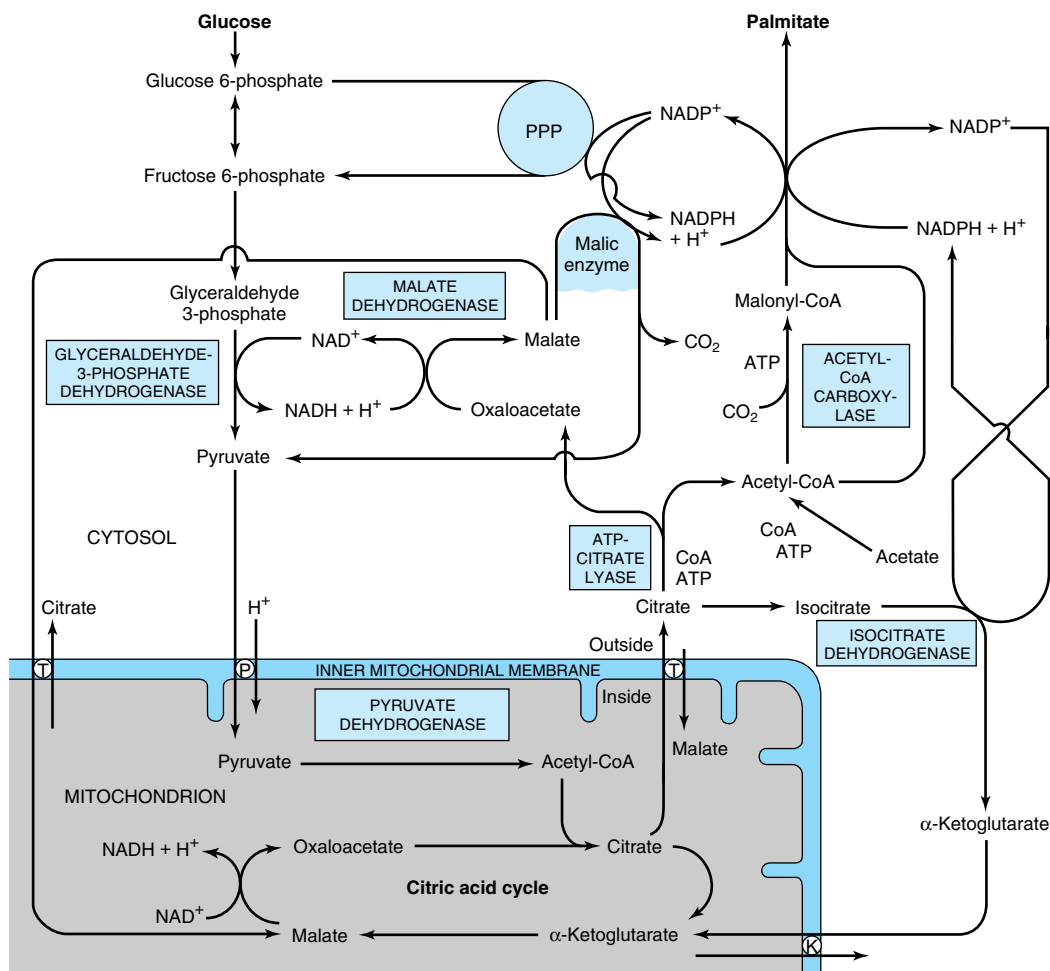 Glucose
Palmitate
Glucose 6-phosphate
PPP
NADP+
NADP+
Fructose 6-phosphate
NADPH
+ H+
NADPH + H+
Malic
enzyme
Glyceraldehyde
3-phosphate
MALATE
DEHYDROGENASE
Malonyl-CoA
GLYCERALDEHYDE-
3-PHOSPHATE
DEHYDROGENASE
NAD+
Malate
CO2
ATP
ACETYL-
CoA
CARBOXY-
LASE
NADH + H+
Oxaloacetate
CO2
Pyruvate
Acetyl-CoA
CYTOSOL
ATP-
CITRATE
LYASE
CoA
ATP
CoA
ATP
Acetate
Citrate
H+
Citrate
Isocitrate
Outside
ISOCITRATE
DEHYDROGENASE
T
P
INNER MITOCHONDRIAL MEMBRANE
T
Inside
PYRUVATE
DEHYDROGENASE
Malate
Pyruvate
Acetyl-CoA
MITOCHONDRION
α-Ketoglutarate
NADH + H+
Oxaloacetate
Citrate
Citric acid cycle
NAD+
Malate
α-Ketoglutarate
K